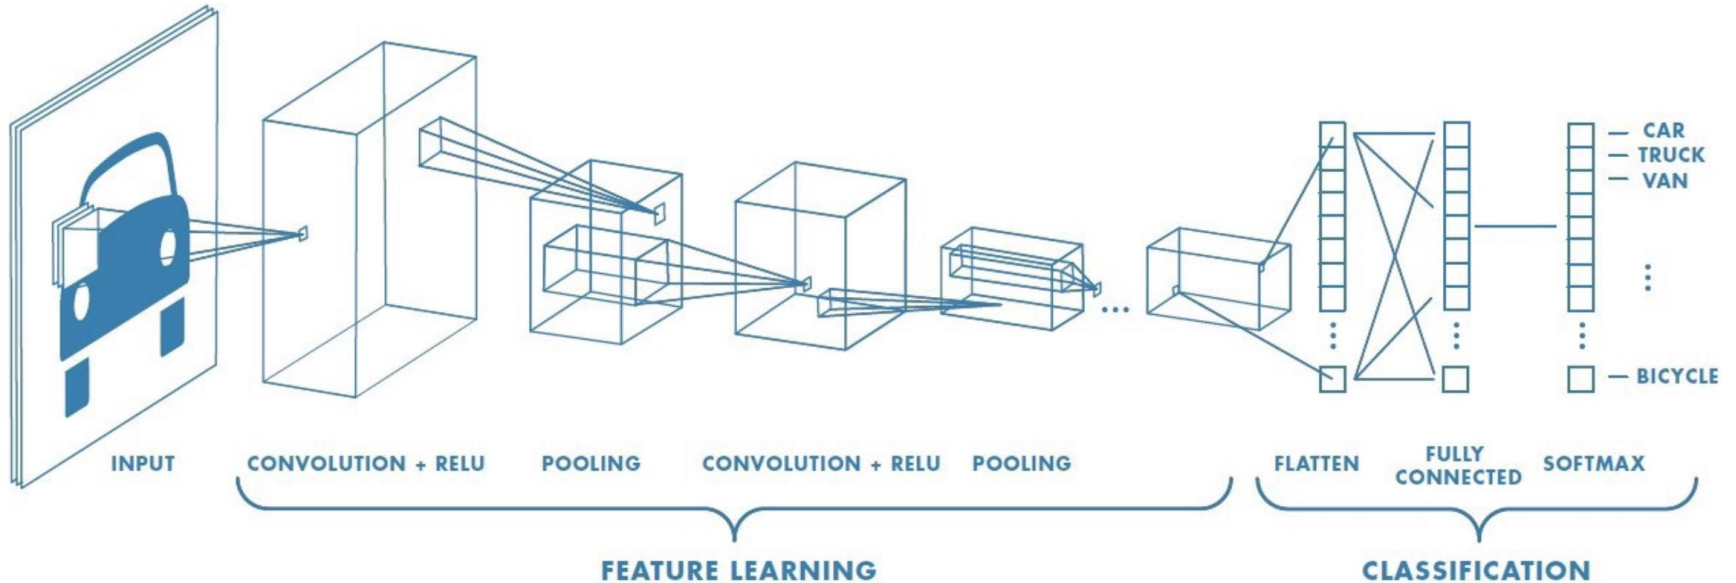 CAR
TRUCK
VAN
BICYCLE
INPUT
CONVOLUTION + RELU
POOLING
CONVOLUTION + RELU
POOLING
FLATTEN
FULLY
CONNECTED
SOFTMAX
FEATURE LEARNING
CLASSIFICATION